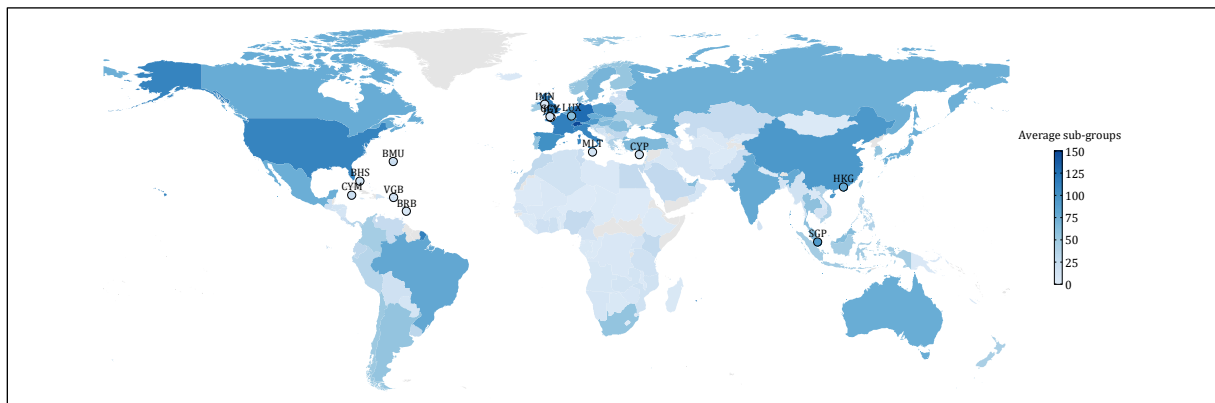 IMN
LUX
MLT
CYP
BMU
BHS
CYM
VGB
BRB
HKG
SGP
Average sub-groups
150
125
100
75
50
25
0